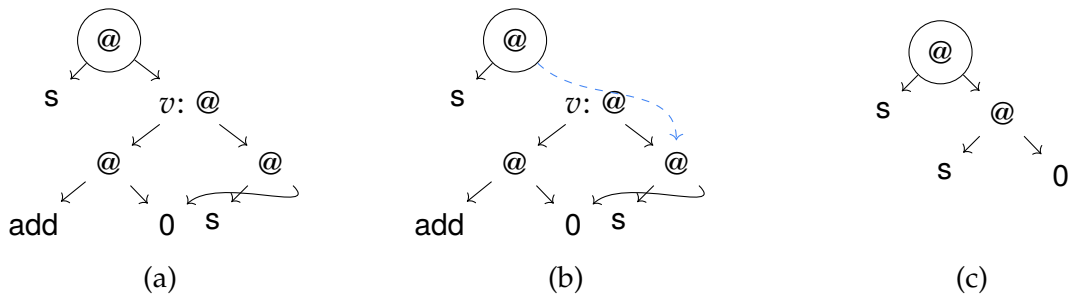 @ @ @
s v: @ s v: @ s @
@ @ @ @ s 0
add 0 s add 0 s
(a) (b) (c)